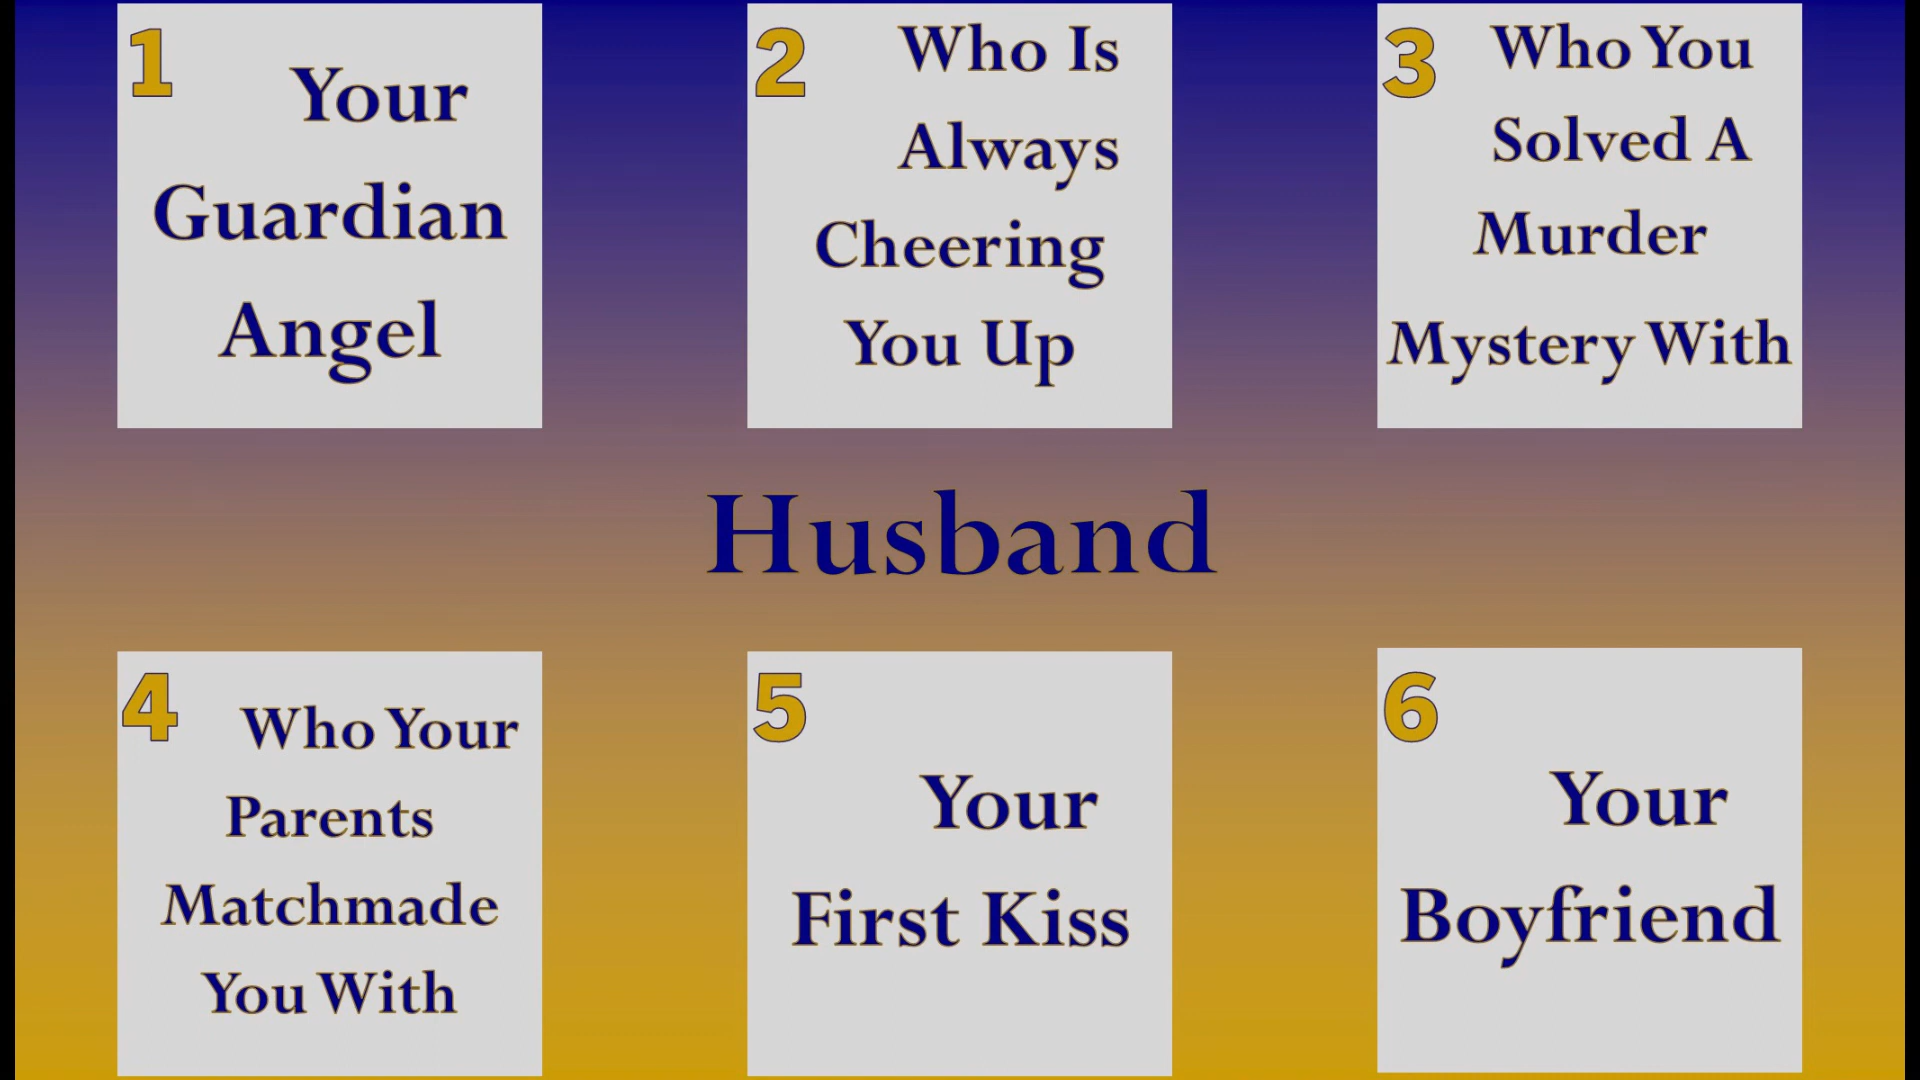 1
Your
Guardian
Angel
2
Who Is
Always
Cheering
You Up
3
Who You
Solved A
Murder
Mystery With
Husband
4
Who Your
Parents
Matchmade
You With
5
Your
First Kiss
6
Your
Boyfriend